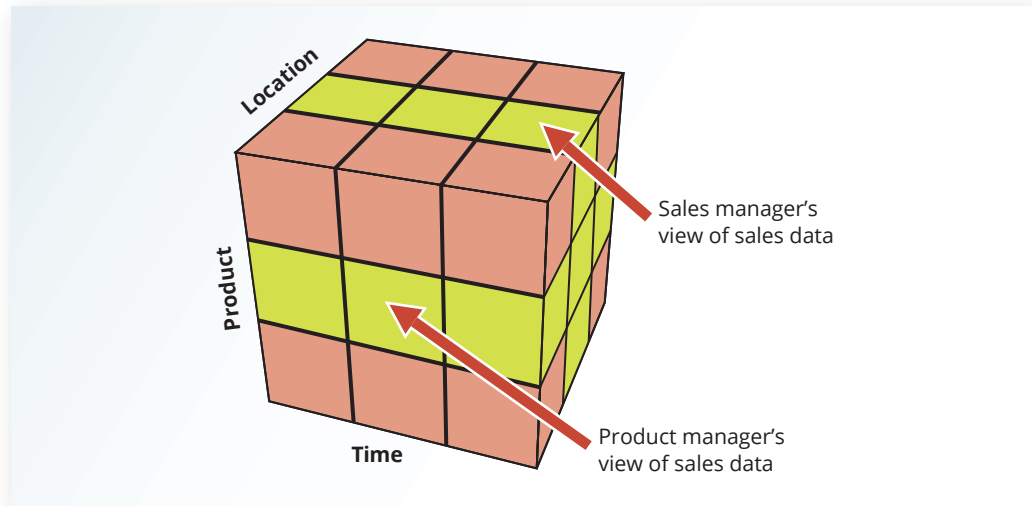 Location
Sales manager’s
view of sales data
Product
Product manager’s
view of sales data
Time